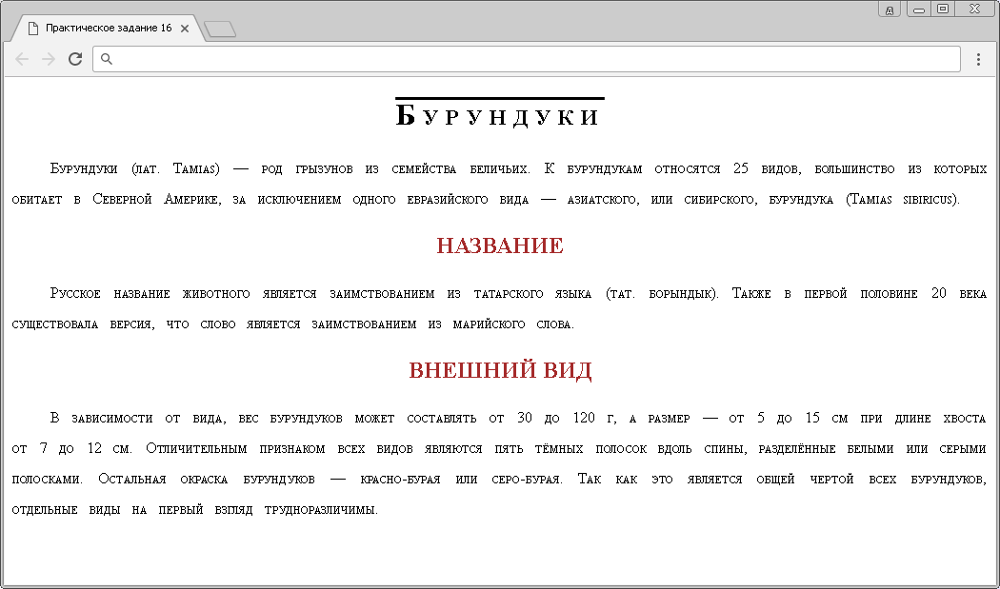 д
Практическое задание 16
Бурундуки
Бурундуки (лат. Tamias) — род грызунов из семейства беличьих. К бурундукам относятся 25 видов, большинство из которых
обитает в Северной Америке, за исключением одного евразийского вида — азиатского, или сибирского, бурундука (Tamias sibiricus).
НАЗВАНИЕ
Русское название животного является заимствованием из татарского языка (тат. борындык). Также в первой половине 20 века
существовала версия, что слово является заимствованием из марийского слова.
ВНЕШНИЙ ВИД
В зависимости от вида, вес бурундуков может составлять от 30 до 120 г, а размер — от 5 до 15 см при длине хвоста
от 7 до 12 см. Отличительным признаком всех видов являются пять тёмных полосок вдоль спины, разделённые белыми или серыми
полосками. Остальная окраска бурундуков — красно-бурая или серо-бурая. Так как это является общей чертой всех бурундуков,
отдельные виды на первый взгляд трудноразличимы.